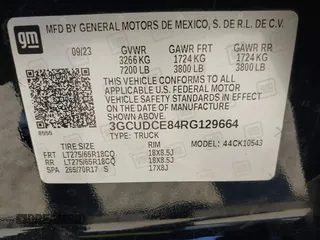 gm
MFD BY GENERAL MOTORS DE MEXICO, S. DE R.L. DE C.V.
09/23 GVWR GAWR FRT GAWR RR
3266 KG 1724 KG 1724 KG
7200 LB 3800 LB 3800 LB
THIS VEHICLE CONFORMS TO ALL
APPLICABLE U.S. FEDERAL MOTOR
VEHICLE SAFETY STANDARDS IN
EFFECT ON THE DATE OF
MANUFACTURE SHOWN ABOVE.
3GCUDCE84RG129664
TYPE: TRUCK
TIRE SIZE RIM 44CK10543
FRT LT275/65R18CQ 18X8.5J
RR LT275/65R18CQ 18X8.5J
SPA 265/70R17 S 17X8J